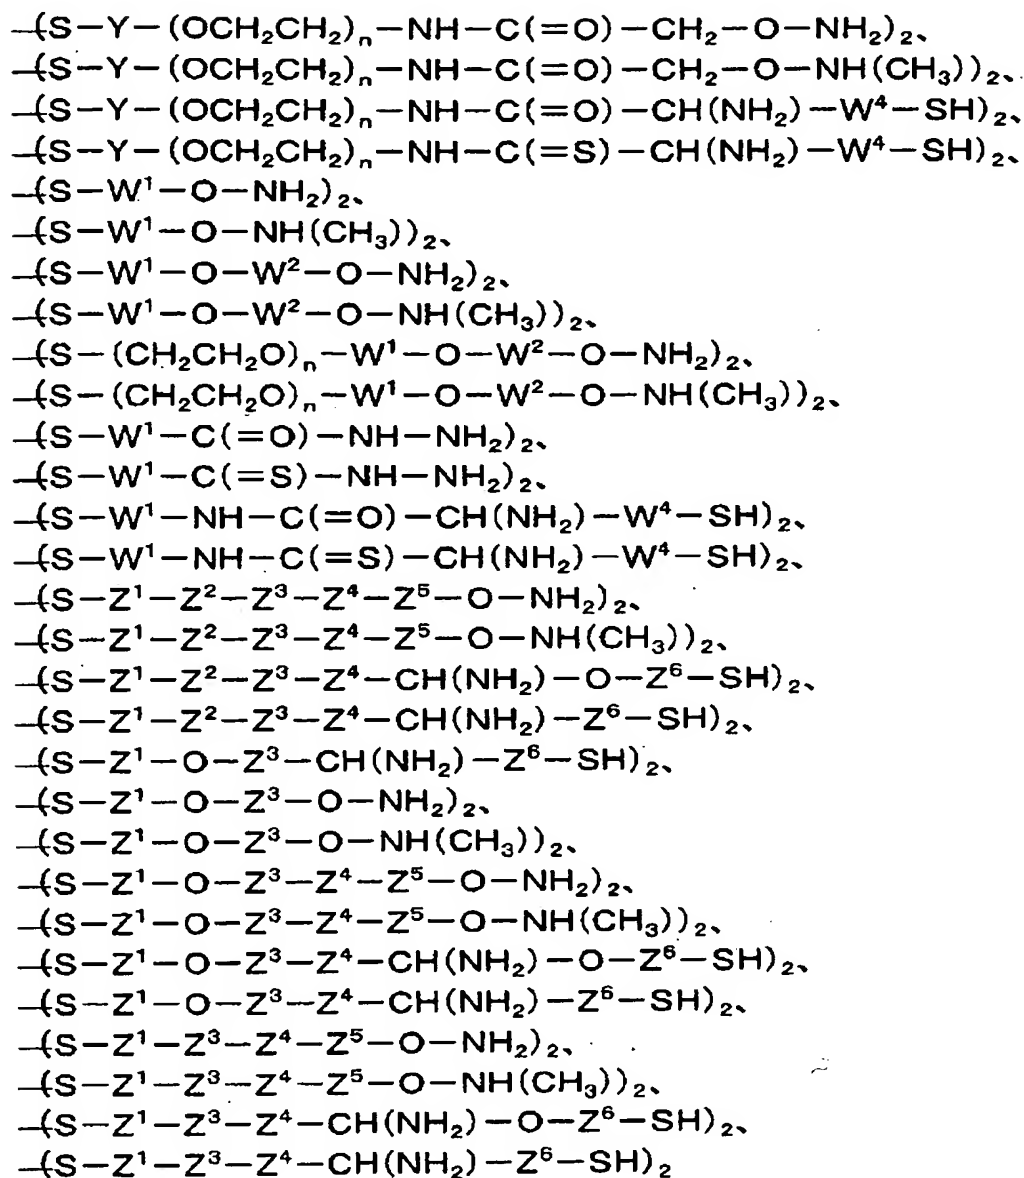 -(S-Y-(OCH₂CH₂)ₙ-NH-C(=O)-CH₂-O-NH₂)₂、
-(S-Y-(OCH₂CH₂)ₙ-NH-C(=O)-CH₂-O-NH(CH₃))₂、
-(S-Y-(OCH₂CH₂)ₙ-NH-C(=O)-CH(NH₂)-W⁴-SH)₂、
-(S-Y-(OCH₂CH₂)ₙ-NH-C(=S)-CH(NH₂)-W⁴-SH)₂、
-(S-W¹-O-NH₂)₂、
-(S-W¹-O-NH(CH₃))₂、
-(S-W¹-O-W²-O-NH₂)₂、
-(S-W¹-O-W²-O-NH(CH₃))₂、
-(S-(CH₂CH₂O)ₙ-W¹-O-W²-O-NH₂)₂、
-(S-(CH₂CH₂O)ₙ-W¹-O-W²-O-NH(CH₃))₂、
-(S-W¹-C(=O)-NH-NH₂)₂、
-(S-W¹-C(=S)-NH-NH₂)₂、
-(S-W¹-NH-C(=O)-CH(NH₂)-W⁴-SH)₂、
-(S-W¹-NH-C(=S)-CH(NH₂)-W⁴-SH)₂、
-(S-Z¹-Z²-Z³-Z⁴-Z⁵-O-NH₂)₂、
-(S-Z¹-Z²-Z³-Z⁴-Z⁵-O-NH(CH₃))₂、
-(S-Z¹-Z²-Z³-Z⁴-CH(NH₂)-O-Z⁶-SH)₂、
-(S-Z¹-Z²-Z³-Z⁴-CH(NH₂)-Z⁶-SH)₂、
-(S-Z¹-O-Z³-CH(NH₂)-Z⁶-SH)₂、
-(S-Z¹-O-Z³-O-NH₂)₂、
-(S-Z¹-O-Z³-O-NH(CH₃))₂、
-(S-Z¹-O-Z³-Z⁴-Z⁵-O-NH₂)₂、
-(S-Z¹-O-Z³-Z⁴-Z⁵-O-NH(CH₃))₂、
-(S-Z¹-O-Z³-Z⁴-CH(NH₂)-O-Z⁶-SH)₂、
-(S-Z¹-O-Z³-Z⁴-CH(NH₂)-Z⁶-SH)₂、
-(S-Z¹-Z³-Z⁴-Z⁵-O-NH₂)₂、
-(S-Z¹-Z³-Z⁴-Z⁵-O-NH(CH₃))₂、
-(S-Z¹-Z³-Z⁴-CH(NH₂)-O-Z⁶-SH)₂、
-(S-Z¹-Z³-Z⁴-CH(NH₂)-Z⁶-SH)₂